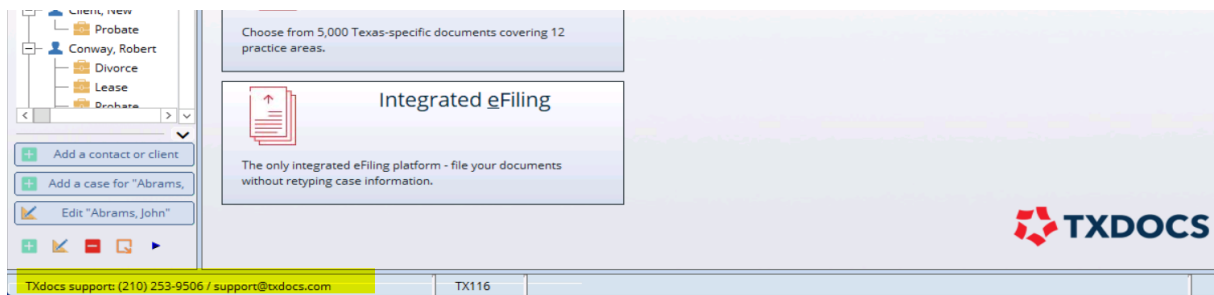 Client, New
Probate
Conway, Robert
Divorce
Lease
Probate
Add a contact or client
Add a case for "Abrams,
Edit "Abrams, John"
Choose from 5,000 Texas-specific documents covering 12
practice areas.
Integrated eFiling
The only integrated eFiling platform - file your documents
without retyping case information.
TXDOCS
TXdocs support: (210) 253-9506 / support@txdocs.com
TX116